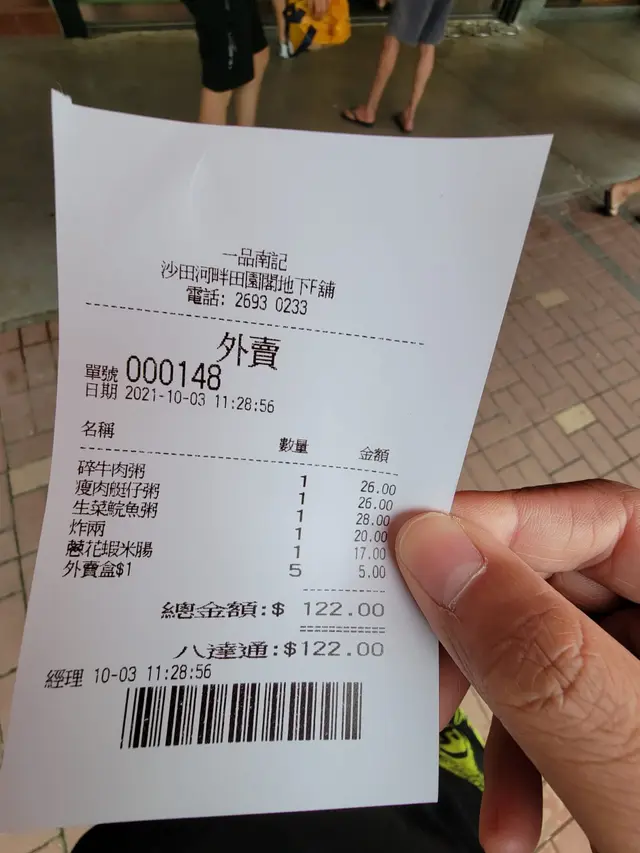 一品南記
沙田河畔田園閣地下F舖
電話: 2693 0233
外賣
單號 000148
日期 2021-10-03 11:28:56
名稱 數量 金額
碎牛肉粥 1 26.00
瘦肉艇仔粥 1 26.00
生菜鯇魚粥 1 28.00
炸兩 1 20.00
蔥花蝦米腸 1 17.00
外賣盒$1 5 5.00
總金額:$ 122.00
八達通:$122.00
經理 10-03 11:28:56